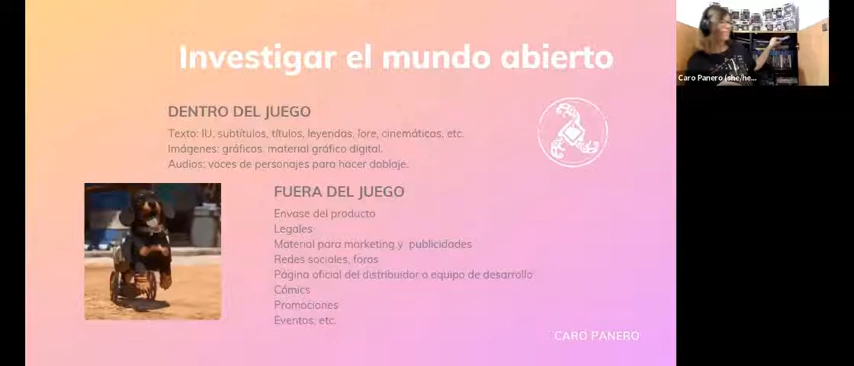 Investigar el mundo abierto
DENTRO DEL JUEGO
Texto: IU, subtítulos, títulos, leyendas, lore, cinemáticas, etc.
Imágenes: gráficos, material gráfico digital.
Audios: voces de personajes para hacer doblaje.
FUERA DEL JUEGO
Envase del producto
Legales
Material para marketing y publicidades
Redes sociales, foros
Página oficial del distribuidor o equipo de desarrollo
Cómics
Promociones
Eventos, etc.
CARO PANERO
Caro Panero (she/he...